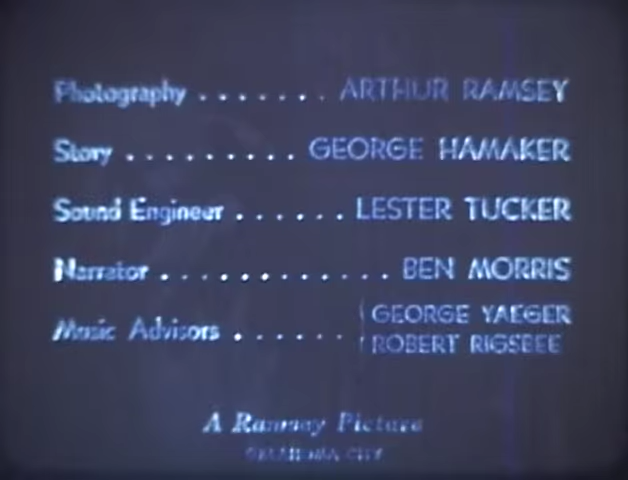 Photography . . . . . . . ARTHUR RAMSEY
Story . . . . . . . . . GEORGE HAMAKER
Sound Engineer . . . . . . LESTER TUCKER
Narrator . . . . . . . . . . . . . BEN MORRIS
Music Advisors . . . . . . GEORGE YAEGER
ROBERT RIGSBEE
A Ramsey Picture
OKLAHOMA CITY